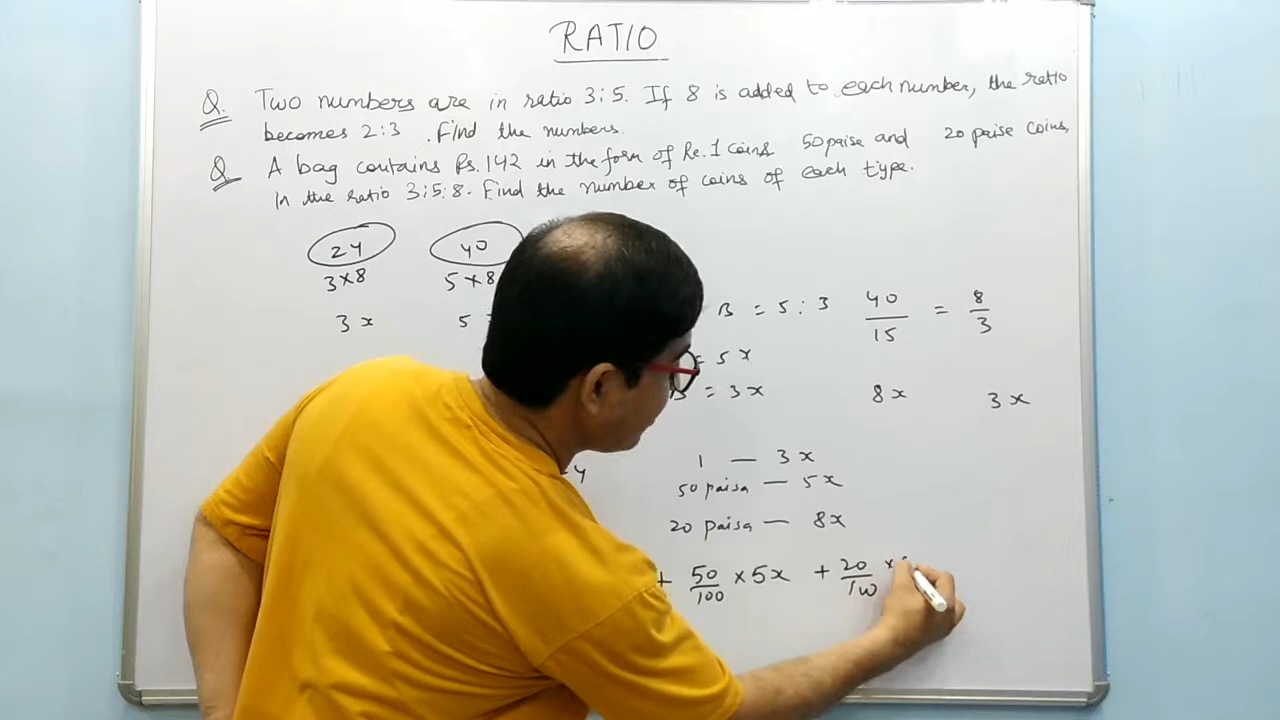 RATIO
Q. Two numbers are in ratio 3:5. If 8 is added to each number, the ratio
becomes 2:3. Find the numbers.
Q. A bag contains Rs.142 in the form of Re.1 coins 50 paise and 20 paise coins,
In the ratio 3:5:8. Find the number of coins of each type.
24 40
3×8 5×8
3x 5
B = 5:3 40/15 = 8/3
= 5x
B = 3x 8x 3x
1 — 3x
50 paisa — 5x
20 paisa — 8x
+ 50/100 × 5x + 20/100 ×